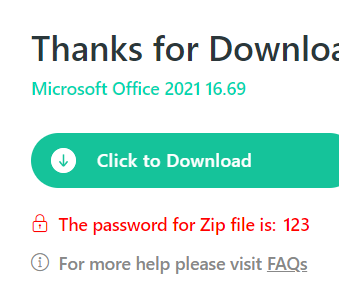 Thanks for Downloa
Microsoft Office 2021 16.69
Click to Download
The password for Zip file is: 123
For more help please visit FAQs